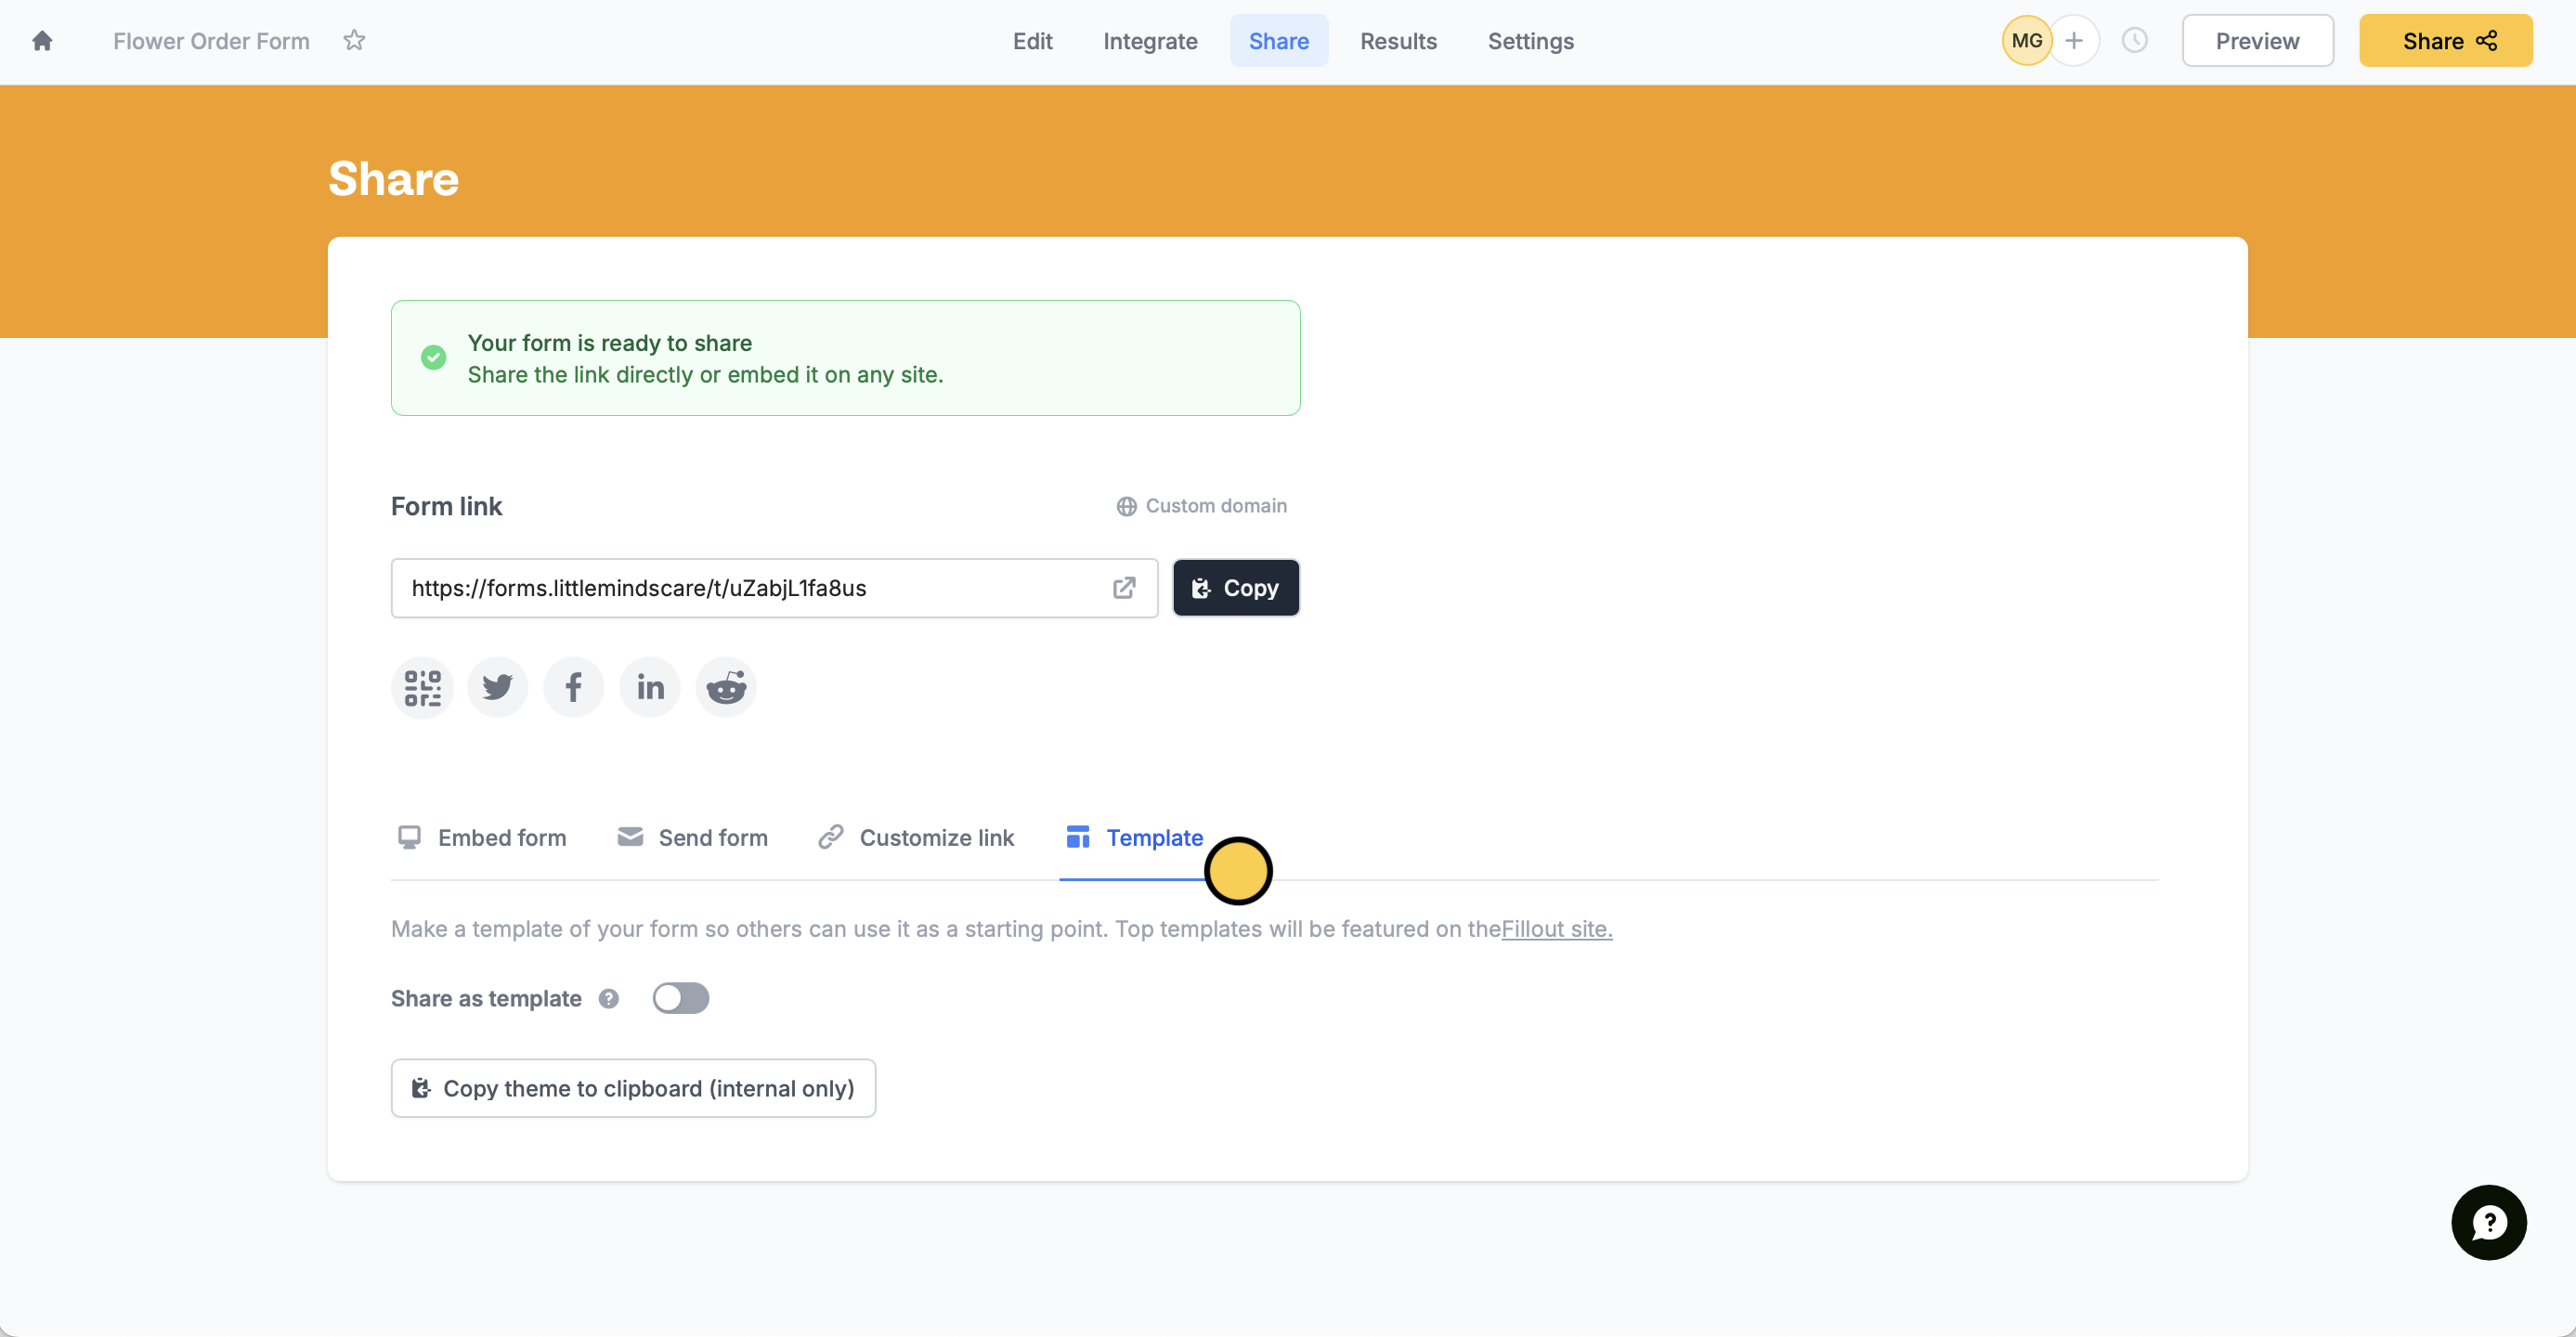 Flower Order Form
Edit Integrate Share Results Settings
MG
Preview
Share
Share
Your form is ready to share
Share the link directly or embed it on any site.
Form link
Custom domain
https://forms.littlemindscare/t/uZabjL1fa8us
Copy
in
Embed form Send form Customize link Template
Make a template of your form so others can use it as a starting point. Top templates will be featured on theFillout site.
Share as template ?
Copy theme to clipboard (internal only)
?